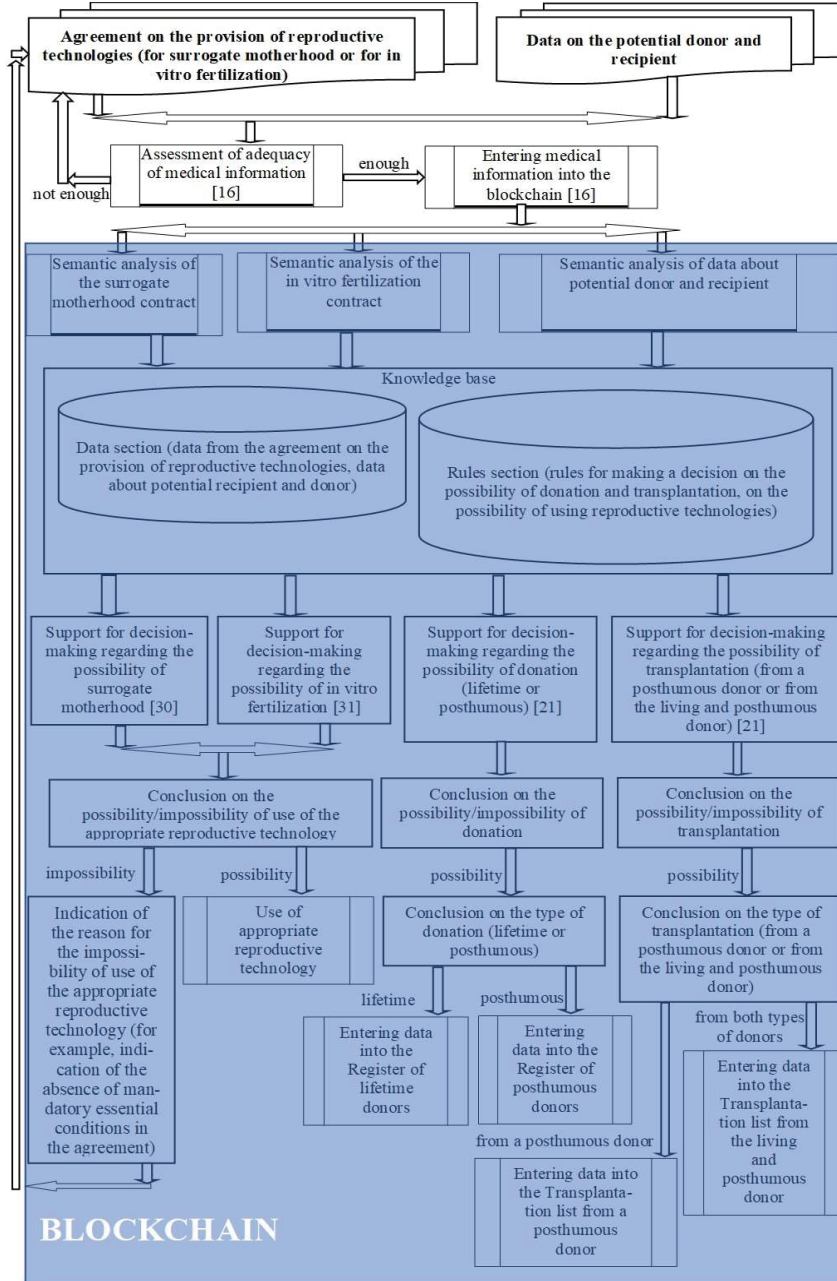 Agreement on the provision of reproductive
technologies (for surrogate motherhood or for in
vitro fertilization)
Data on the potential donor and
recipient
Assessment of adequacy
of medical information
[16]
enough
Entering medical
information into the
blockchain [16]
not enough
Semantic analysis of
the surrogate
motherhood contract
Semantic analysis of the
in vitro fertilization
contract
Semantic analysis of data about
potential donor and recipient
Knowledge base
Data section (data from the agreement on the
provision of reproductive technologies, data
about potential recipient and donor)
Rules section (rules for making a decision on the
possibility of donation and transplantation, on the
possibility of using reproductive technologies)
Support for decision-
making regarding the
possibility of
surrogate
motherhood [30]
Support for
decision-making
regarding the
possibility of in vitro
fertilization [31]
Support for decision-
making regarding the
possibility of donation
(lifetime or
posthumous) [21]
Support for decision-making
regarding the possibility of
transplantation (from a
posthumous donor or from
the living and posthumous
donor) [21]
Conclusion on the
possibility/impossibility of use of the
appropriate reproductive technology
Conclusion on the
possibility/impossibility of
donation
Conclusion on the
possibility/impossibility of
transplantation
impossibility
possibility
possibility
possibility
Indication of
the reason for
the impossi-
bility of use of
the appropriate
reproductive
technology (for
example, indi-
cation of the
absence of man-
datory essential
conditions in
the agreement)
Use of
appropriate
reproductive
technology
Conclusion on the type of
donation (lifetime or
posthumous)
Conclusion on the type of
transplantation (from a
posthumous donor or from
the living and posthumous
donor)
lifetime
posthumous
from both types
of donors
Entering data
into the
Register of
lifetime
donors
Entering
data into the
Register of
posthumous
donors
Entering data
into the
Transplanta-
tion list from
the living
and
posthumous
donor
from a posthumous donor
Entering data into
the Transplanta-
tion list from a
posthumous
donor
BLOCKCHAIN